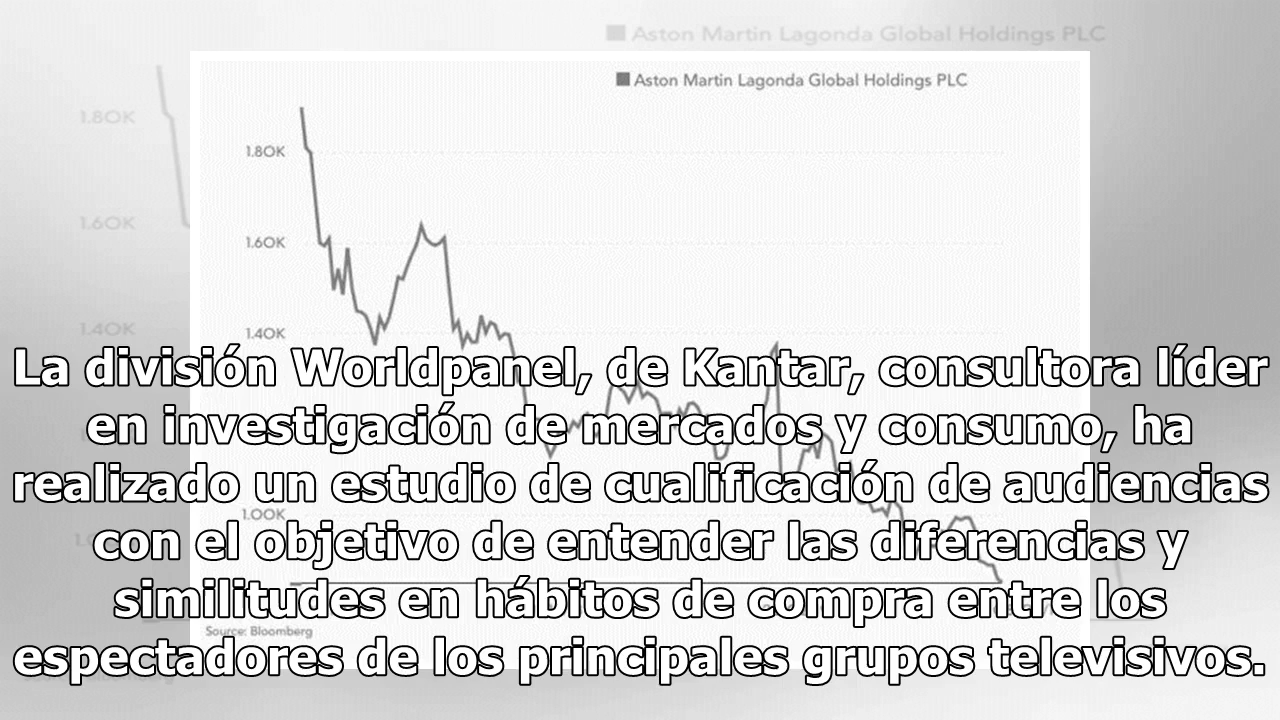 Aston Martin Lagonda Global Holdings PLC
Aston Martin Lagonda Global Holdings PLC
1.80K
1.80K
1.60K
1.60K
1.40K
1.40K
La división Worldpanel, de Kantar, consultora líder
en investigación de mercados y consumo, ha
realizado un estudio de cualificación de audiencias
1.00K
con el objetivo de entender las diferencias y
similitudes en hábitos de compra entre los
Source: Bloomberg
espectadores de los principales grupos televisivos.